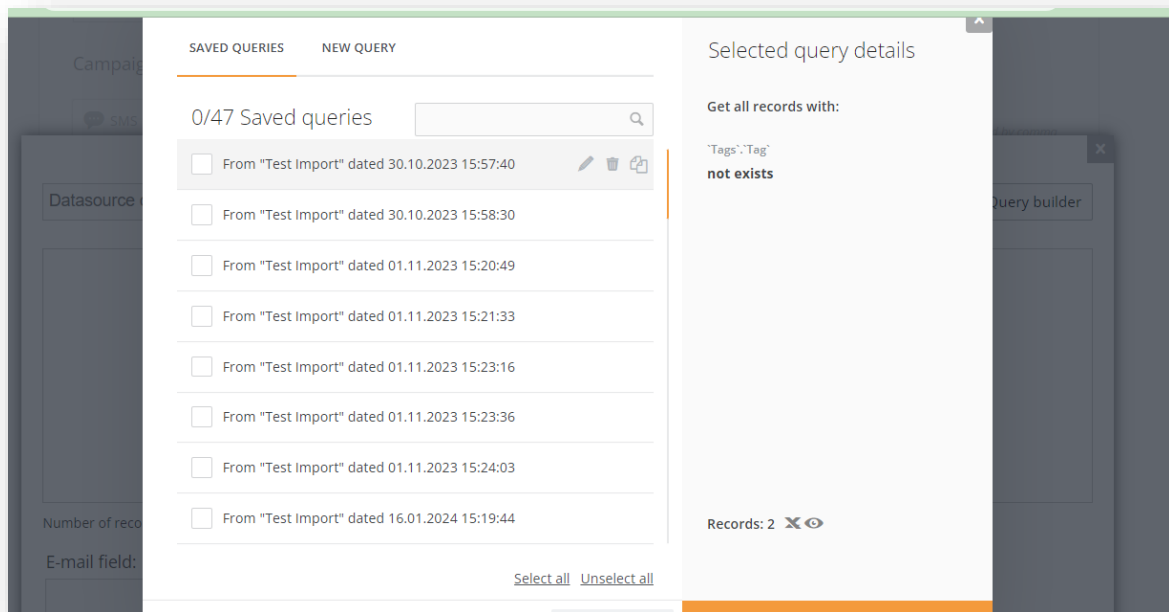 SAVED QUERIES NEW QUERY
0/47 Saved queries
From "Test Import" dated 30.10.2023 15:57:40
From "Test Import" dated 30.10.2023 15:58:30
From "Test Import" dated 01.11.2023 15:20:49
From "Test Import" dated 01.11.2023 15:21:33
From "Test Import" dated 01.11.2023 15:23:16
From "Test Import" dated 01.11.2023 15:23:36
From "Test Import" dated 01.11.2023 15:24:03
From "Test Import" dated 16.01.2024 15:19:44
Select all Unselect all
Selected query details
Get all records with:
`Tags`.`Tag`
not exists
Records: 2
Campaig
SMS
Datasource
Query builder
Number of reco
E-mail field: